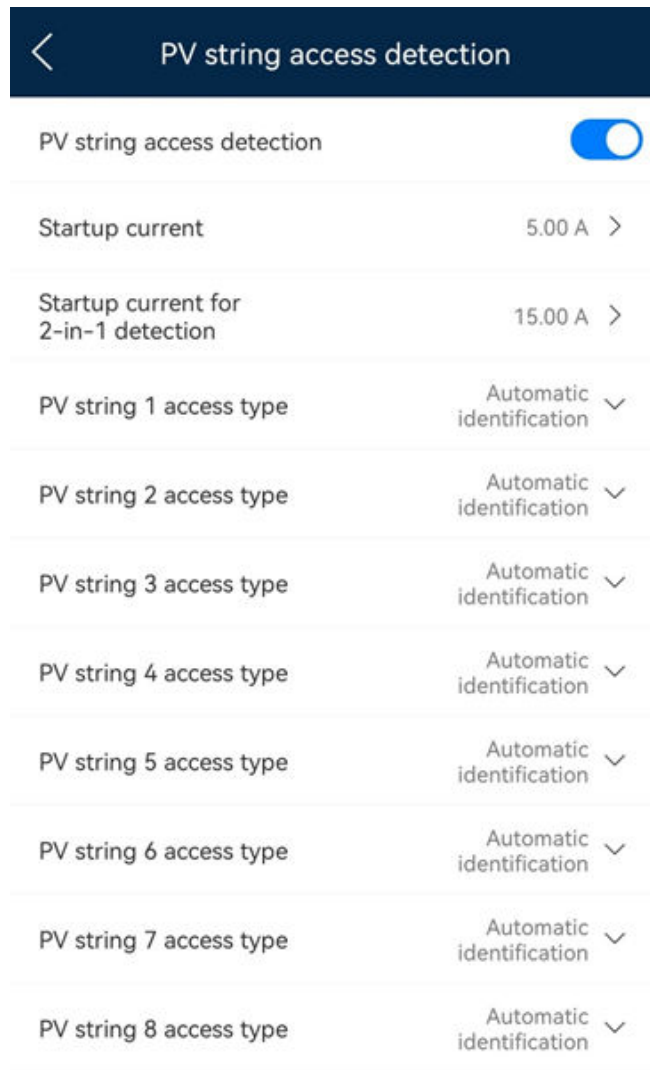 PV string access detection
PV string access detection
Startup current 5.00 A
Startup current for
2-in-1 detection
15.00 A
PV string 1 access type
Automatic
identification
PV string 2 access type
Automatic
identification
PV string 3 access type
Automatic
identification
PV string 4 access type
Automatic
identification
PV string 5 access type
Automatic
identification
PV string 6 access type
Automatic
identification
PV string 7 access type
Automatic
identification
PV string 8 access type
Automatic
identification